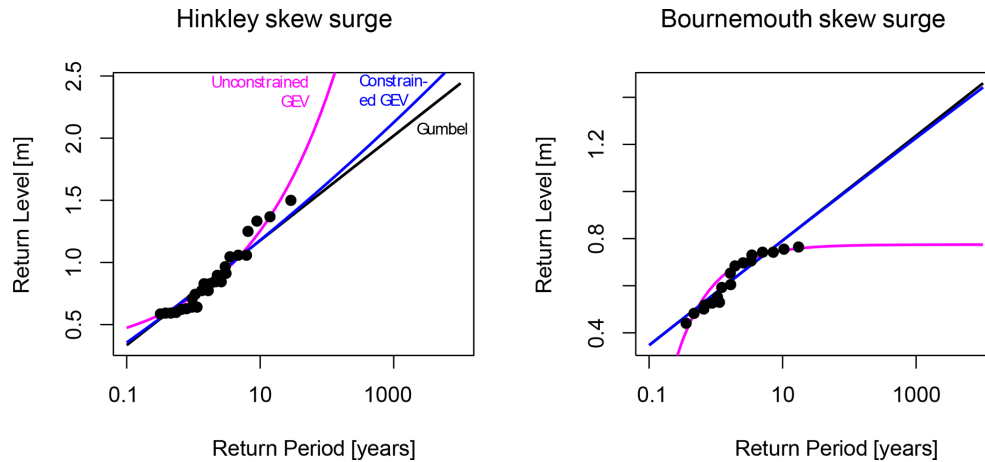 Hinkley skew surge
Return Level [m]
2.5
2.0
1.5
1.0
0.5
Unconstrained
GEV
Constrain-
ed GEV
Gumbel
0.1
10
1000
Return Period [years]
Bournemouth skew surge
Return Level [m]
1.2
0.8
0.4
0.1
10
1000
Return Period [years]